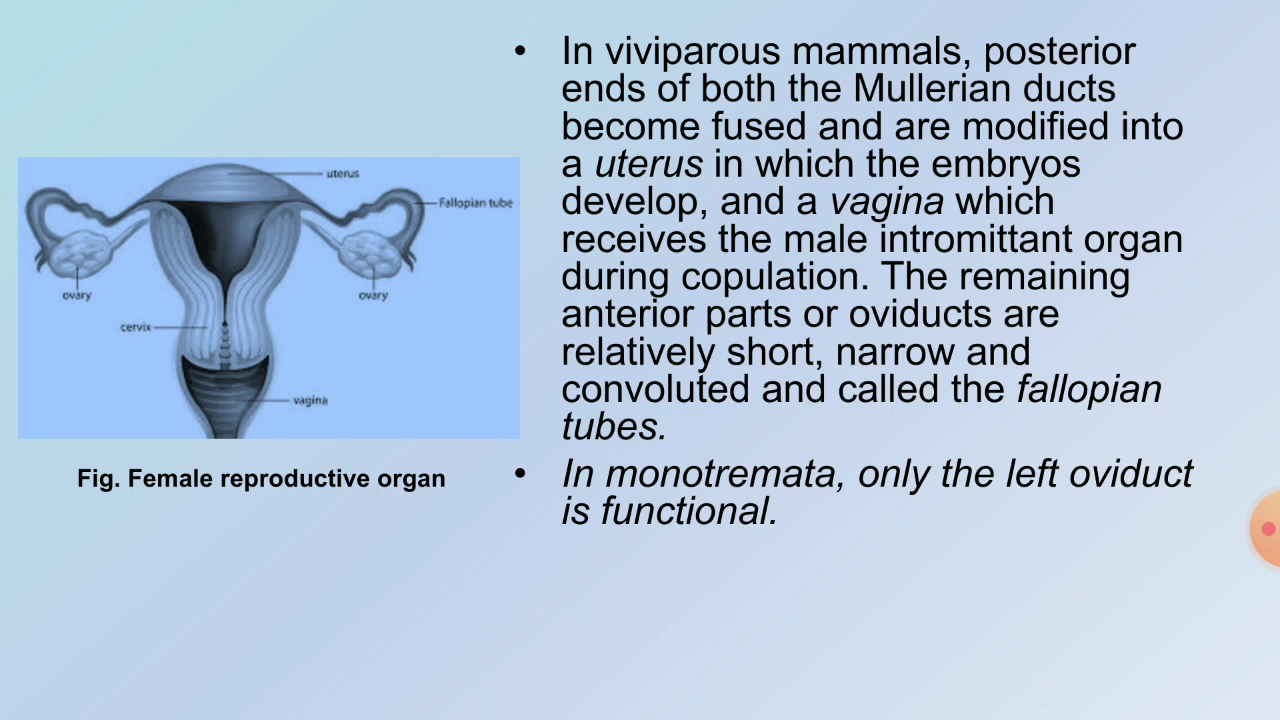 uterus
Fallopian tube
ovary
ovary
cervix
vagina
Fig. Female reproductive organ
• In viviparous mammals, posterior
ends of both the Mullerian ducts
become fused and are modified into
a uterus in which the embryos
develop, and a vagina which
receives the male intromittant organ
during copulation. The remaining
anterior parts or oviducts are
relatively short, narrow and
convoluted and called the fallopian
tubes.
• In monotremata, only the left oviduct
is functional.